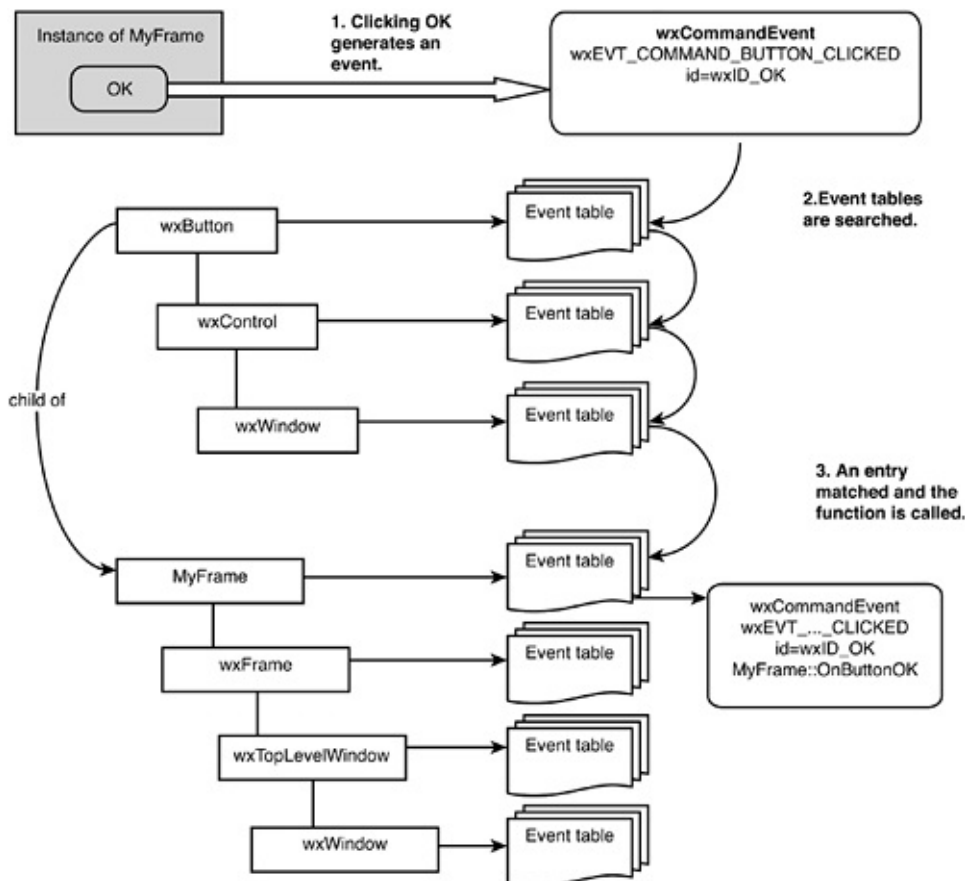 Instance of MyFrame
OK
1. Clicking OK
generates an
event.
wxCommandEvent
wxEVT_COMMAND_BUTTON_CLICKED
id=wxID_OK
2.Event tables
are searched.
wxButton
Event table
wxControl
Event table
child of
wxWindow
Event table
3. An entry
matched and the
function is called.
MyFrame
Event table
wxCommandEvent
wxEVT_..._CLICKED
id=wxID_OK
MyFrame::OnButtonOK
wxFrame
Event table
wxTopLevelWindow
Event table
wxWindow
Event table